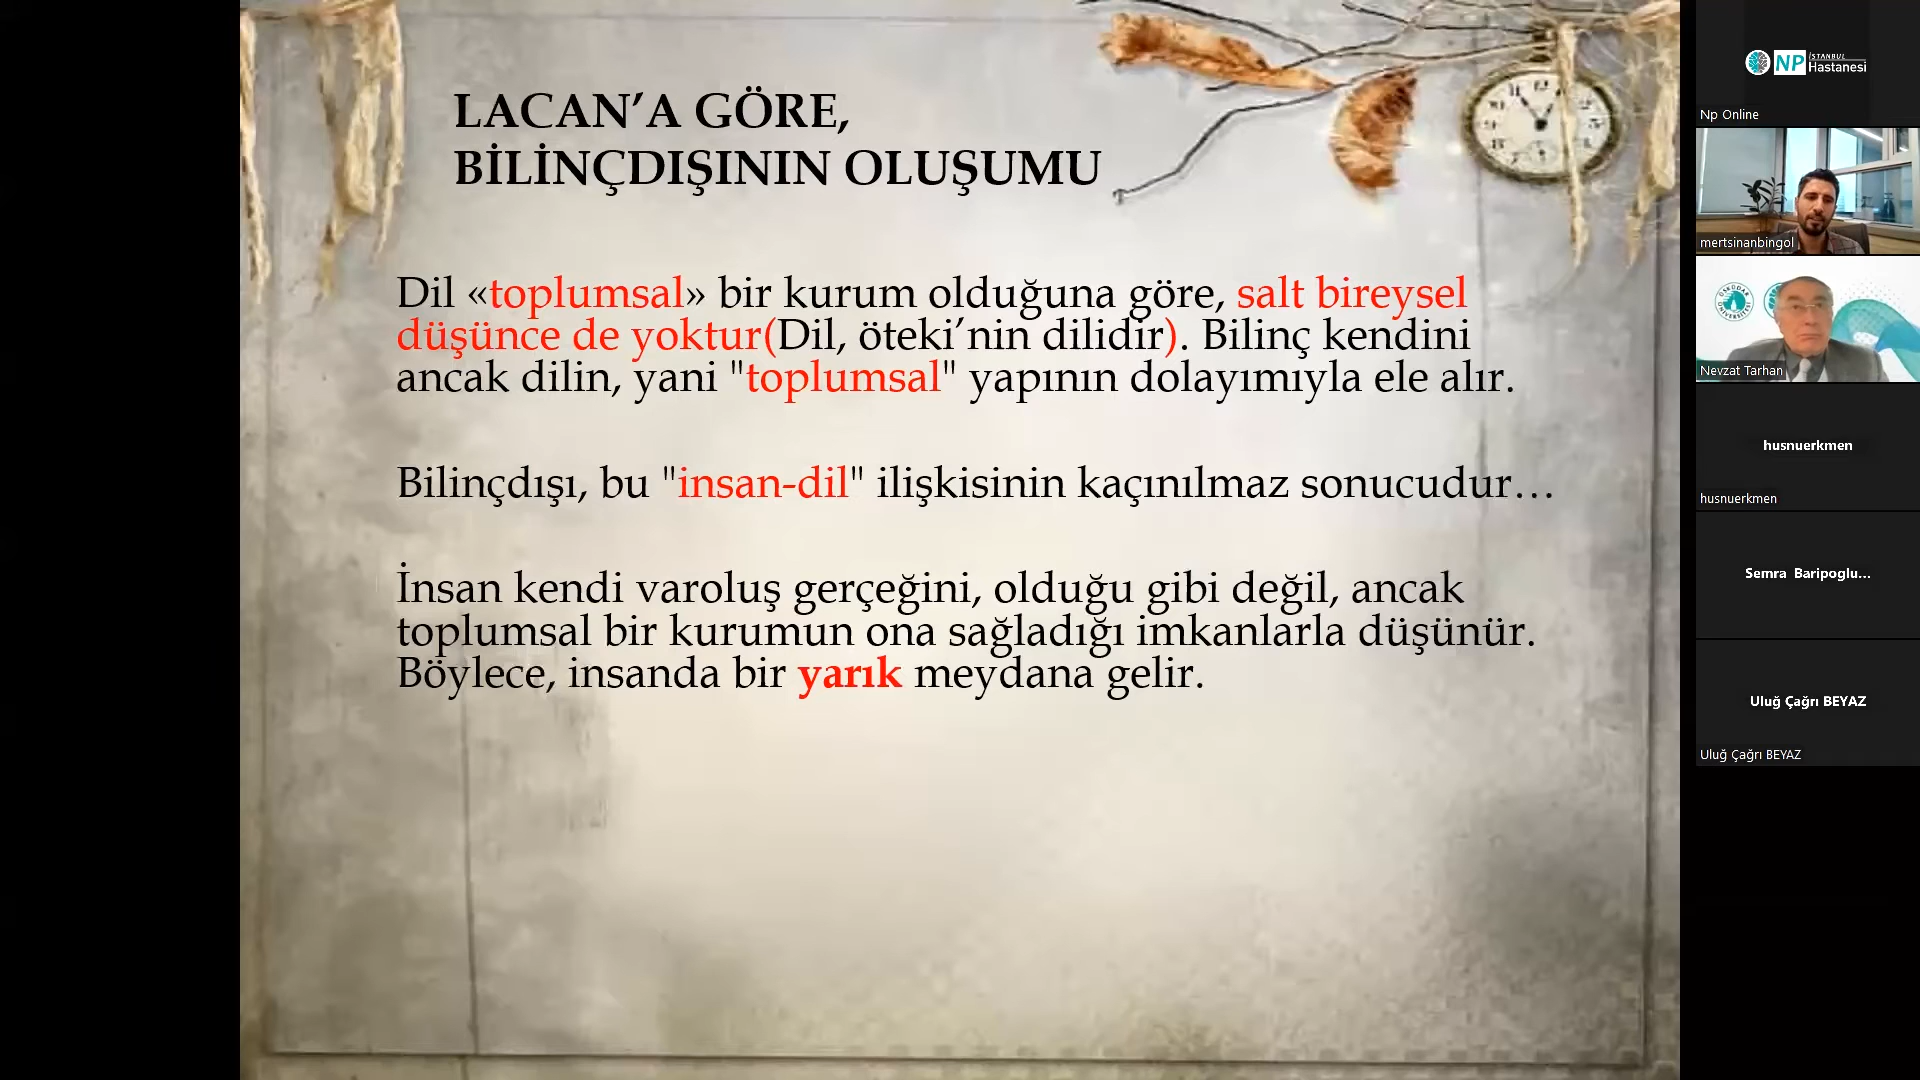 LACAN’A GÖRE,
BİLİNÇDIŞININ OLUŞUMU
Dil «toplumsal» bir kurum olduğuna göre, salt bireysel
düşünce de yoktur(Dil, öteki’nin dilidir). Bilinç kendini
ancak dilin, yani "toplumsal" yapının dolayımıyla ele alır.
Bilinçdışı, bu "insan-dil" ilişkisinin kaçınılmaz sonucudur…
İnsan kendi varoluş gerçeğini, olduğu gibi değil, ancak
toplumsal bir kurumun ona sağladığı imkanlarla düşünür.
Böylece, insanda bir yarık meydana gelir.
NP İSTANBUL Hastanesi
Np Online
mertsinanbingol
ÜSKÜDAR ÜNİVERSİTESİ
Nevzat Tarhan
husnuerkmen
husnuerkmen
Semra Baripoglu...
Uluğ Çağrı BEYAZ
Uluğ Çağrı BEYAZ